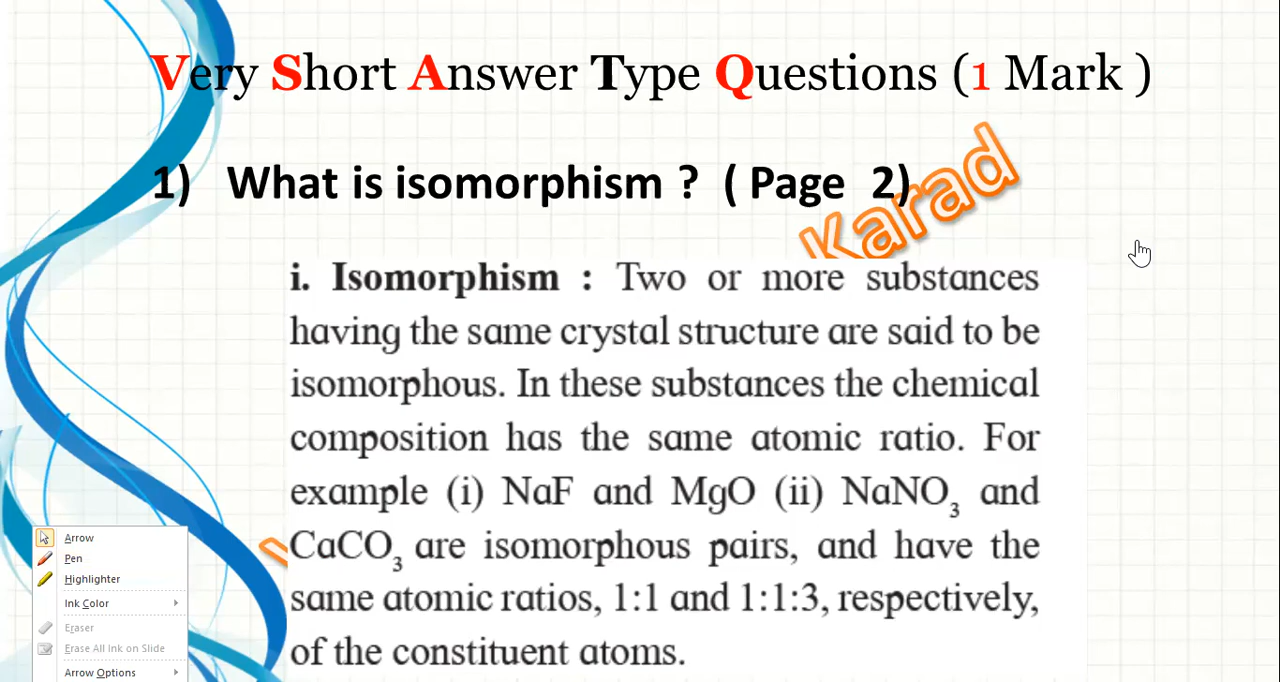 Very Short Answer Type Questions (1 Mark )
1) What is isomorphism ? ( Page 2)
Karad
i. Isomorphism : Two or more substances
having the same crystal structure are said to be
isomorphous. In these substances the chemical
composition has the same atomic ratio. For
example (i) NaF and MgO (ii) NaNO₃ and
CaCO₃ are isomorphous pairs, and have the
same atomic ratios, 1:1 and 1:1:3, respectively,
of the constituent atoms.
Arrow
Pen
Highlighter
Ink Color
Eraser
Erase All Ink on Slide
Arrow Options